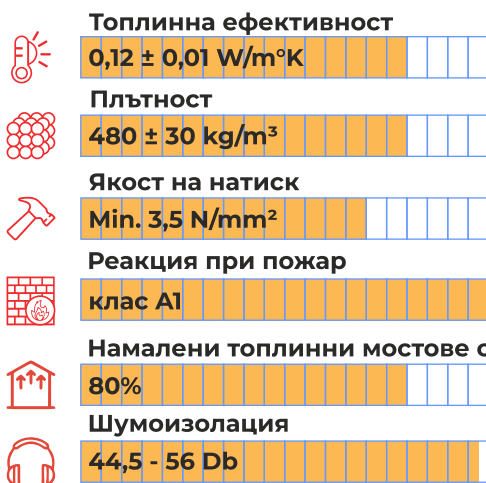 Топлинна ефективност
0,12 ± 0,01 W/m°K
Плътност
480 ± 30 kg/m³
Якост на натиск
Min. 3,5 N/mm²
Реакция при пожар
клас А1
Намалени топлинни мостове с
80%
Шумоизолация
44,5 - 56 Db